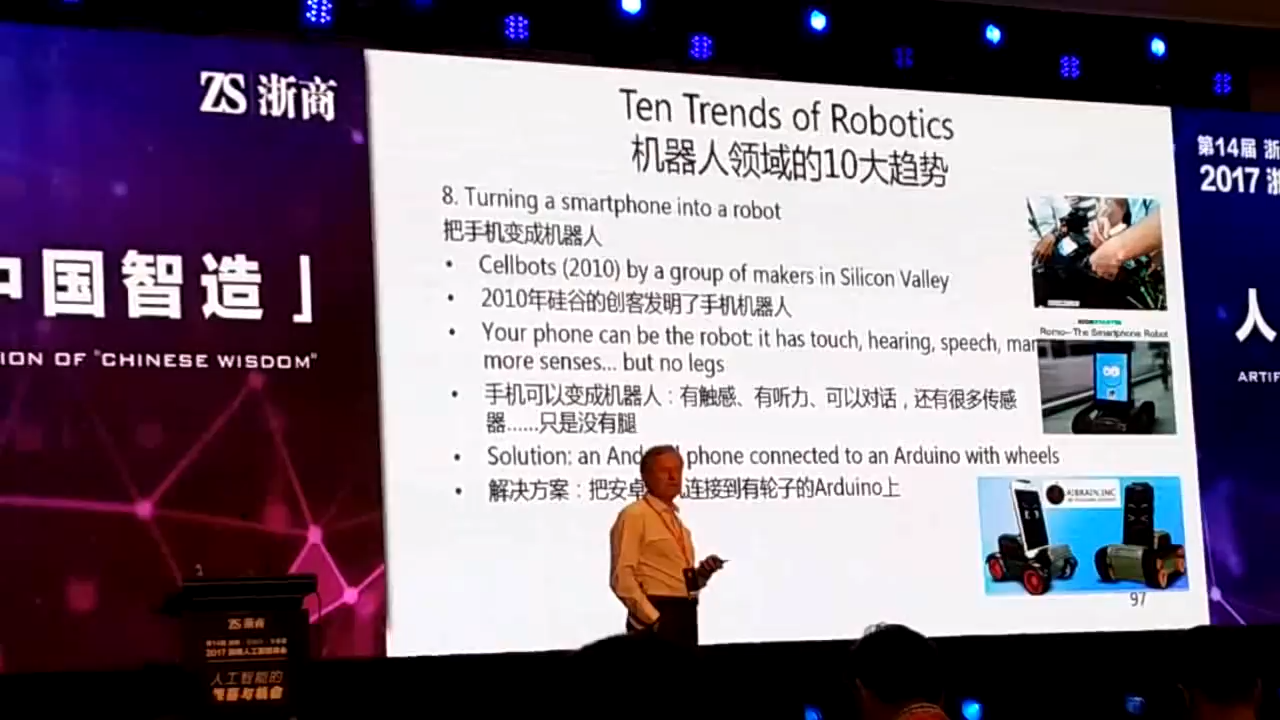 ZS 浙商
中国智造」
ION OF "CHINESE WISDOM"
Ten Trends of Robotics
机器人领域的10大趋势
8. Turning a smartphone into a robot
把手机变成机器人
• Cellbots (2010) by a group of makers in Silicon Valley
• 2010年硅谷的创客发明了手机机器人
• Your phone can be the robot: it has touch, hearing, speech, man
more senses... but no legs
• 手机可以变成机器人：有触感、有听力、可以对话，还有很多传感
器......只是没有腿
• Solution: an And phone connected to an Arduino with wheels
• 解决方案：把安卓 连接到有轮子的Arduino上
Romo—The Smartphone Robot
AIBRAIN, INC
97
第14届 浙
2017 浙
人
ARTIF
ZS 浙商
人工智能的